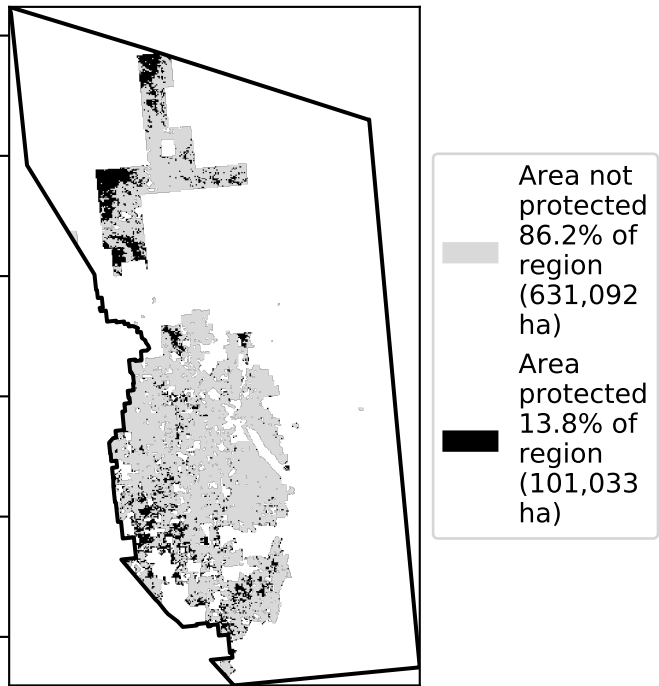 Area not
protected
86.2% of
region
(631,092
ha)
Area
protected
13.8% of
region
(101,033
ha)